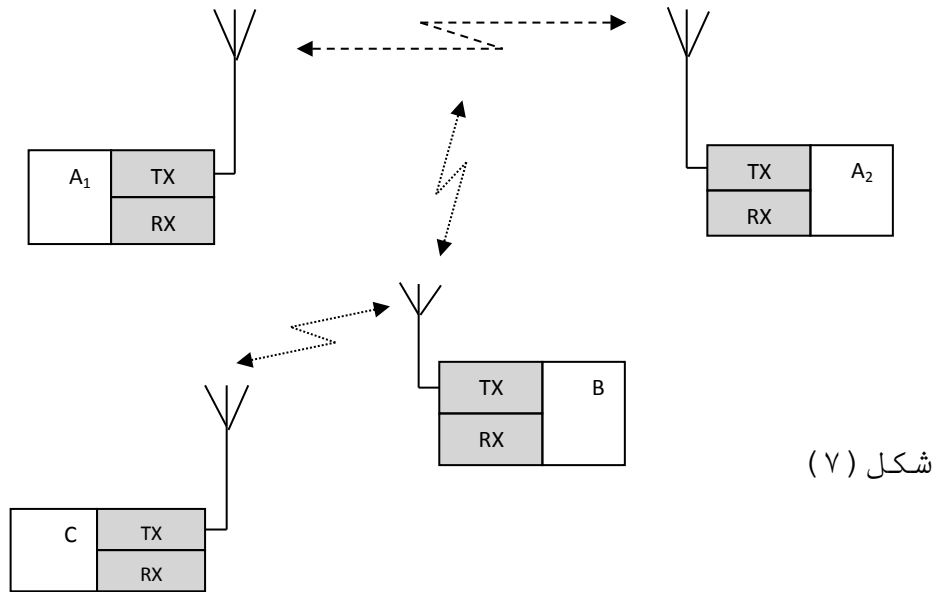 A₁ TX
RX
TX A₂
RX
TX B
RX
شكل (٧)
C TX
RX